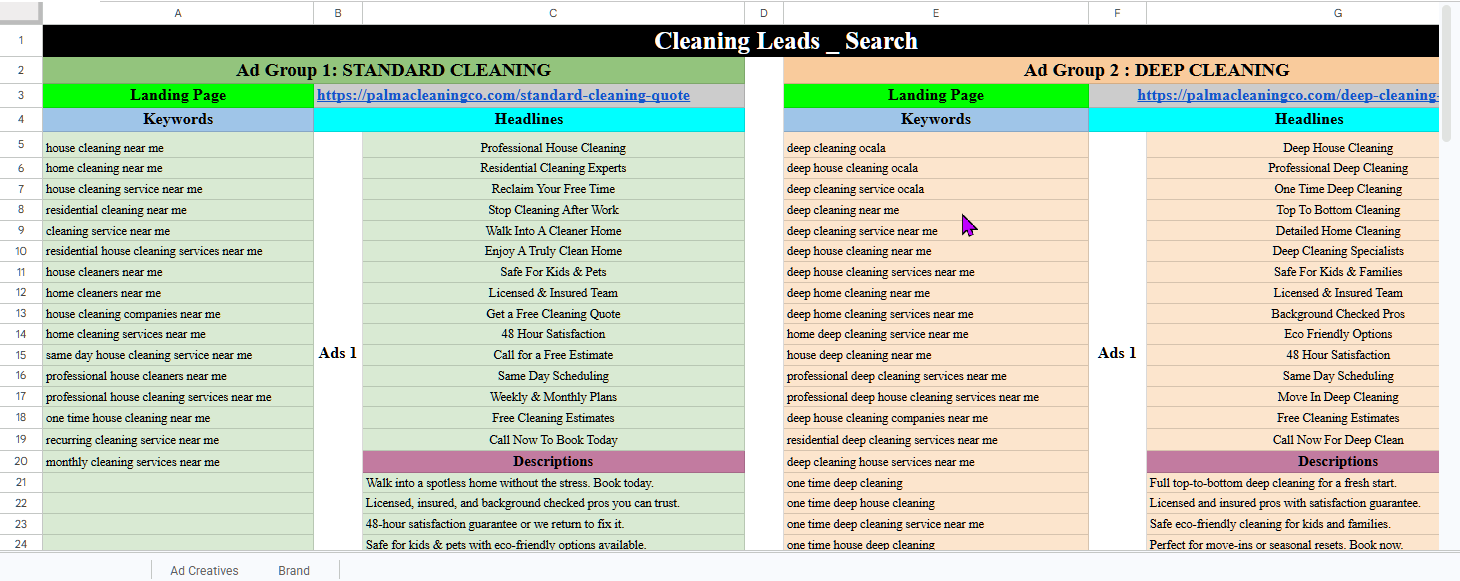 A B C D E F G
1 Cleaning Leads _ Search
2 Ad Group 1: STANDARD CLEANING Ad Group 2 : DEEP CLEANING
3 Landing Page https://palmacleaningco.com/standard-cleaning-quote Landing Page https://palmacleaningco.com/deep-cleaning-
4 Keywords Headlines Keywords Headlines
5 house cleaning near me Professional House Cleaning deep cleaning ocala Deep House Cleaning
6 home cleaning near me Residential Cleaning Experts deep house cleaning ocala Professional Deep Cleaning
7 house cleaning service near me Reclaim Your Free Time deep cleaning service ocala One Time Deep Cleaning
8 residential cleaning near me Stop Cleaning After Work deep cleaning near me Top To Bottom Cleaning
9 cleaning service near me Walk Into A Cleaner Home deep cleaning service near me Detailed Home Cleaning
10 residential house cleaning services near me Enjoy A Truly Clean Home deep house cleaning near me Deep Cleaning Specialists
11 house cleaners near me Safe For Kids & Pets deep house cleaning services near me Safe For Kids & Families
12 home cleaners near me Licensed & Insured Team deep home cleaning near me Licensed & Insured Team
13 house cleaning companies near me Get a Free Cleaning Quote deep home cleaning services near me Background Checked Pros
14 home cleaning services near me 48 Hour Satisfaction home deep cleaning service near me Eco Friendly Options
15 same day house cleaning service near me Ads 1 Call for a Free Estimate house deep cleaning near me Ads 1 48 Hour Satisfaction
16 professional house cleaners near me Same Day Scheduling professional deep cleaning services near me Same Day Scheduling
17 professional house cleaning services near me Weekly & Monthly Plans professional deep house cleaning services near me Move In Deep Cleaning
18 one time house cleaning near me Free Cleaning Estimates deep house cleaning companies near me Free Cleaning Estimates
19 recurring cleaning service near me Call Now To Book Today residential deep cleaning services near me Call Now For Deep Clean
20 monthly cleaning services near me Descriptions deep cleaning house services near me Descriptions
21 Walk into a spotless home without the stress. Book today. one time deep cleaning Full top-to-bottom deep cleaning for a fresh start.
22 Licensed, insured, and background checked pros you can trust. one time deep house cleaning Licensed and insured pros with satisfaction guarantee.
23 48-hour satisfaction guarantee or we return to fix it. one time deep cleaning service near me Safe eco-friendly cleaning for kids and families.
24 Safe for kids & pets with eco-friendly options available. one time house deep cleaning Perfect for move-ins or seasonal resets. Book now.
Ad Creatives Brand